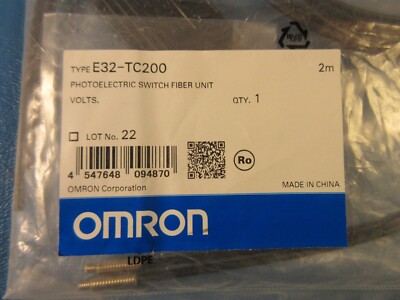 TYPE E32-TC200 2m
PHOTOELECTRIC SWITCH FIBER UNIT
VOLTS. QTY. 1
LOT No. 22
4 547648 094870
Ro
OMRON Corporation MADE IN CHINA
OMRON
LDPE